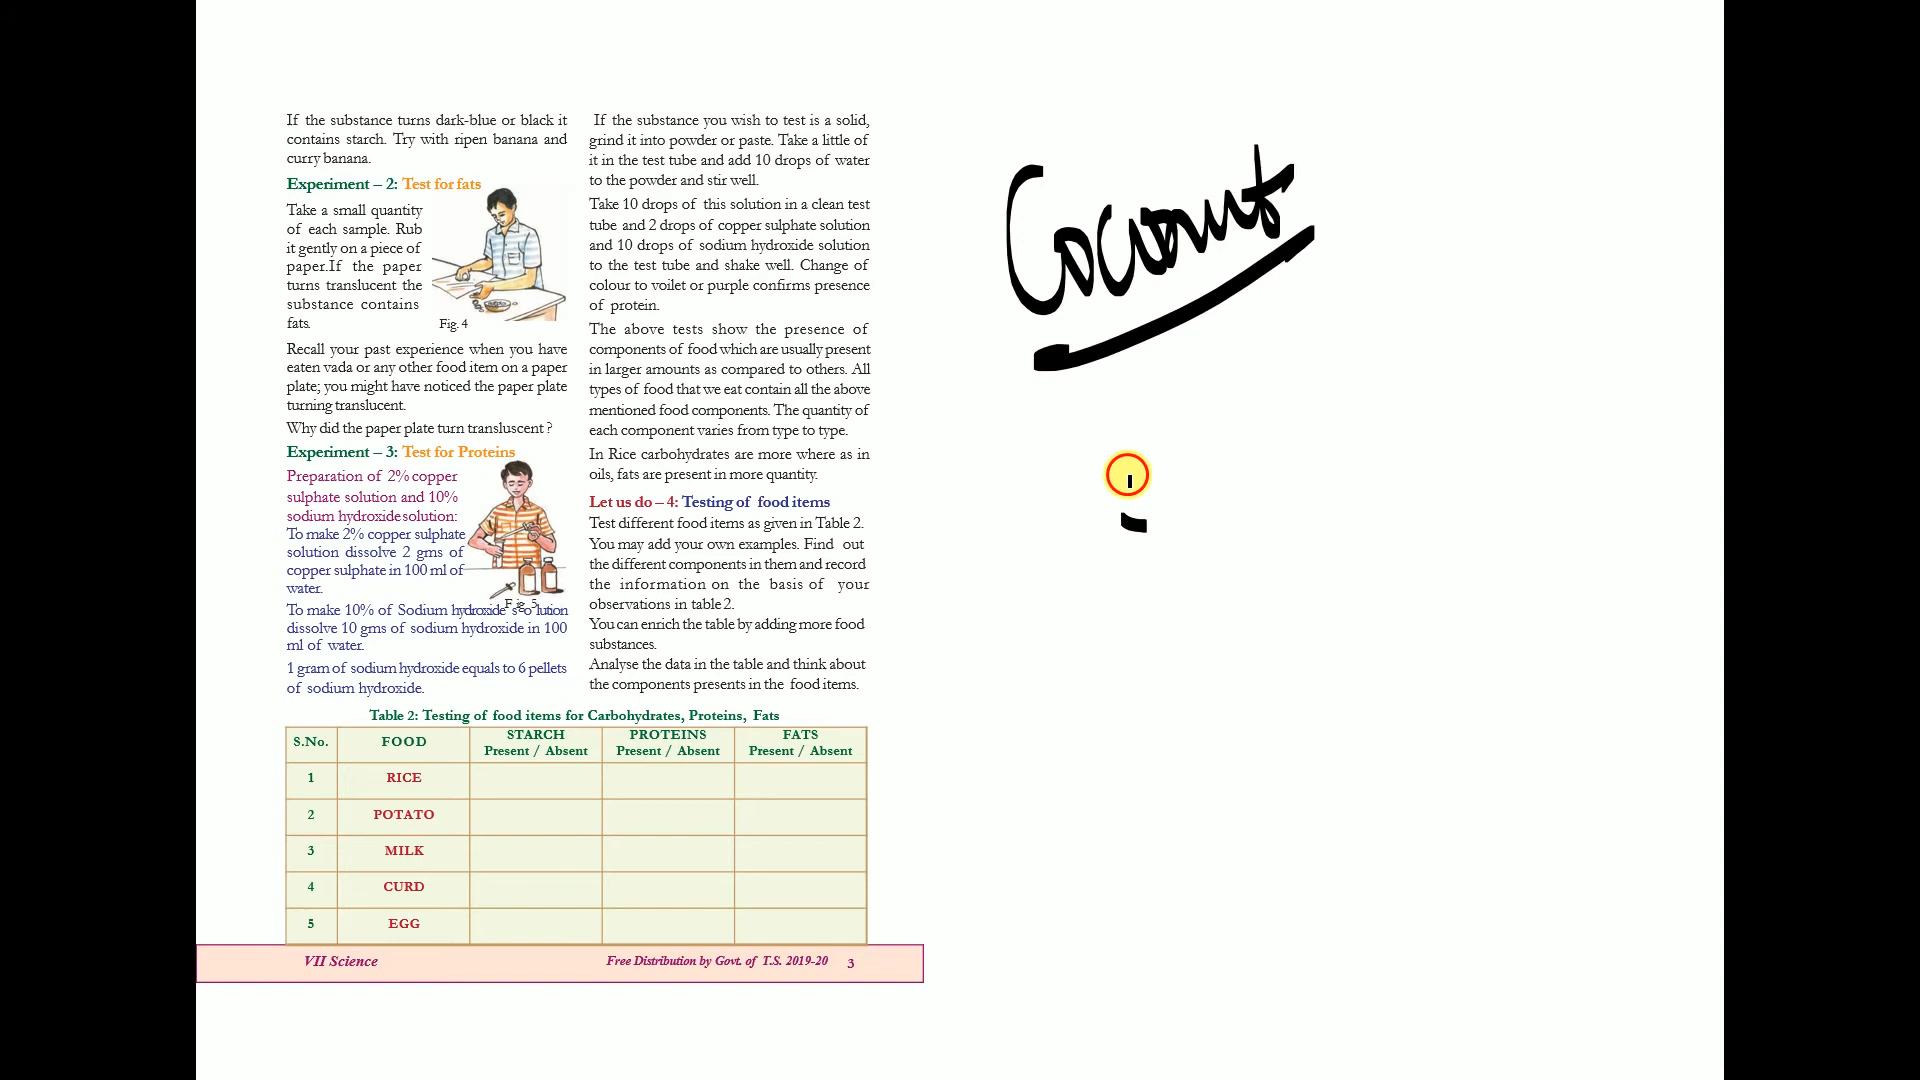 If the substance turns dark-blue or black it
contains starch. Try with ripen banana and
curry banana.
Experiment – 2: Test for fats
Take a small quantity
of each sample. Rub
it gently on a piece of
paper.If the paper
turns translucent the
substance contains
fats.
Fig. 4
Recall your past experience when you have
eaten vada or any other food item on a paper
plate; you might have noticed the paper plate
turning translucent.
Why did the paper plate turn transluscent ?
Experiment – 3: Test for Proteins
Preparation of 2% copper
sulphate solution and 10%
sodium hydroxide solution:
To make 2% copper sulphate
solution dissolve 2 gms of
copper sulphate in 100 ml of
water.
Fig. 5
To make 10% of Sodium hydroxide solution
dissolve 10 gms of sodium hydroxide in 100
ml of water.
1 gram of sodium hydroxide equals to 6 pellets
of sodium hydroxide.
If the substance you wish to test is a solid,
grind it into powder or paste. Take a little of
it in the test tube and add 10 drops of water
to the powder and stir well.
Take 10 drops of this solution in a clean test
tube and 2 drops of copper sulphate solution
and 10 drops of sodium hydroxide solution
to the test tube and shake well. Change of
colour to voilet or purple confirms presence
of protein.
The above tests show the presence of
components of food which are usually present
in larger amounts as compared to others. All
types of food that we eat contain all the above
mentioned food components. The quantity of
each component varies from type to type.
In Rice carbohydrates are more where as in
oils, fats are present in more quantity.
Let us do – 4: Testing of food items
Test different food items as given in Table 2.
You may add your own examples. Find out
the different components in them and record
the information on the basis of your
observations in table 2.
You can enrich the table by adding more food
substances.
Analyse the data in the table and think about
the components presents in the food items.
Table 2: Testing of food items for Carbohydrates, Proteins, Fats
S.No. FOOD STARCH Present / Absent PROTEINS Present / Absent FATS Present / Absent
1 RICE
2 POTATO
3 MILK
4 CURD
5 EGG
VII Science Free Distribution by Govt. of T.S. 2019-20 3
Coconut